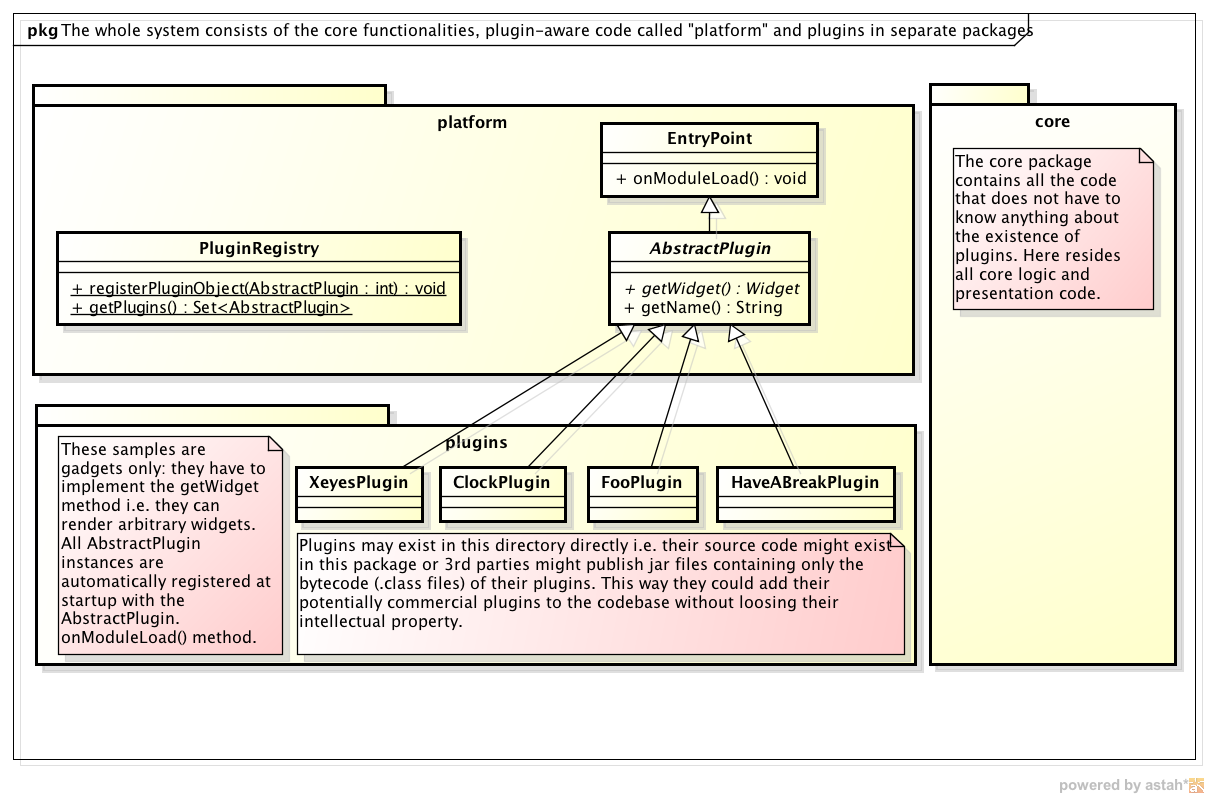 pkg The whole system consists of the core functionalities, plugin-aware code called "platform" and plugins in separate packages
platform
EntryPoint
+ onModuleLoad() : void
PluginRegistry
+ registerPluginObject(AbstractPlugin : int) : void
+ getPlugins() : Set<AbstractPlugin>
AbstractPlugin
+ getWidget() : Widget
+ getName() : String
core
The core package
contains all the code
that does not have to
know anything about
the existence of
plugins. Here resides
all core logic and
presentation code.
plugins
These samples are
gadgets only: they have to
implement the getWidget
method i.e. they can
render arbitrary widgets.
All AbstractPlugin
instances are
automatically registered at
startup with the
AbstractPlugin.
onModuleLoad() method.
XeyesPlugin
ClockPlugin
FooPlugin
HaveABreakPlugin
Plugins may exist in this directory directly i.e. their source code might exist
in this package or 3rd parties might publish jar files containing only the
bytecode (.class files) of their plugins. This way they could add their
potentially commercial plugins to the codebase without loosing their
intellectual property.
powered by astah*